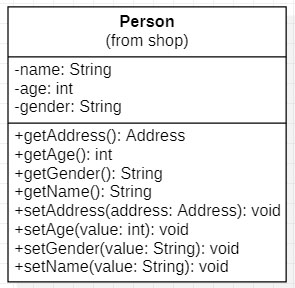 Person
(from shop)
-name: String
-age: int
-gender: String
+getAddress(): Address
+getAge(): int
+getGender(): String
+getName(): String
+setAddress(address: Address): void
+setAge(value: int): void
+setGender(value: String): void
+setName(value: String): void